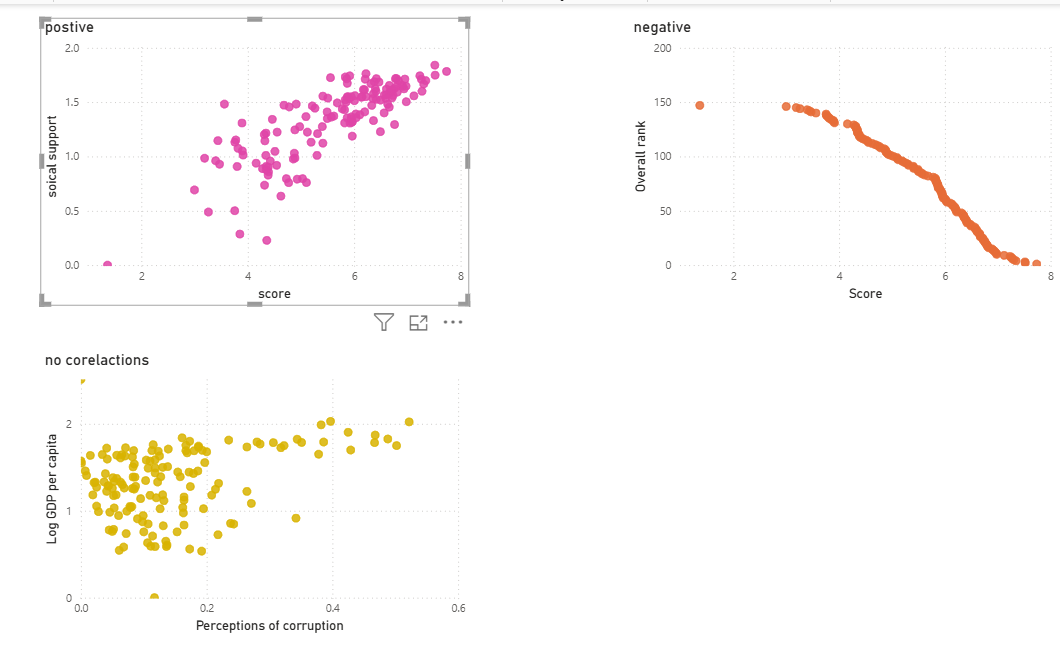 postive
2.0
1.5
1.0
0.5
0.0
soical support
2
4
6
8
score
negative
200
150
100
50
0
Overall rank
2
4
6
8
Score
no corelactions
2
1
0
Log GDP per capita
0.0
0.2
0.4
0.6
Perceptions of corruption